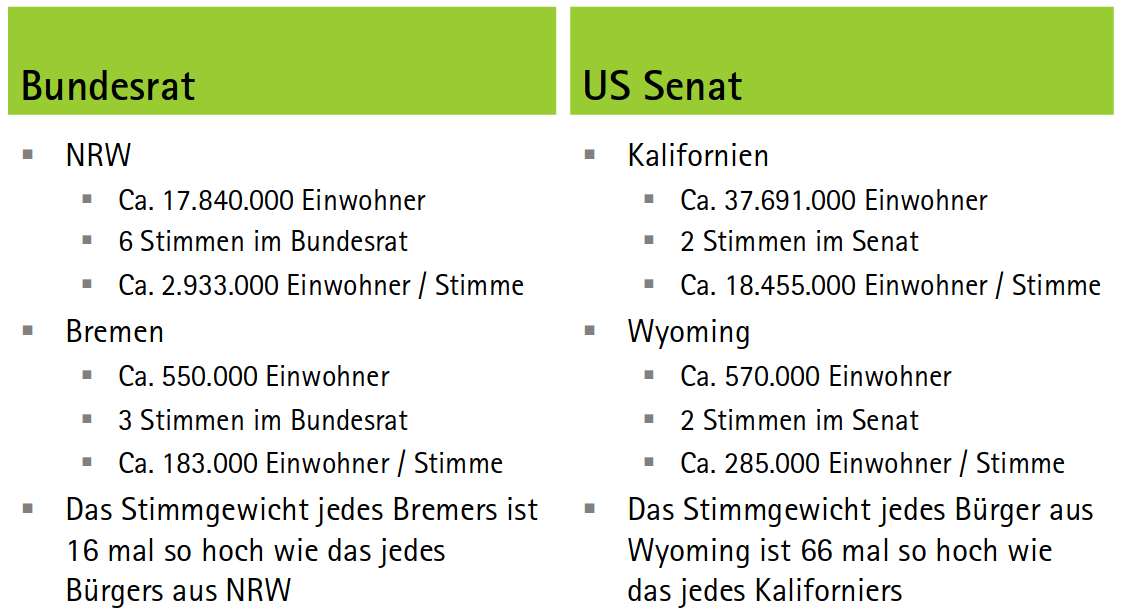 Bundesrat
▪ NRW
▪ Ca. 17.840.000 Einwohner
▪ 6 Stimmen im Bundesrat
▪ Ca. 2.933.000 Einwohner / Stimme
▪ Bremen
▪ Ca. 550.000 Einwohner
▪ 3 Stimmen im Bundesrat
▪ Ca. 183.000 Einwohner / Stimme
▪ Das Stimmgewicht jedes Bremers ist
16 mal so hoch wie das jedes
Bürgers aus NRW
US Senat
▪ Kalifornien
▪ Ca. 37.691.000 Einwohner
▪ 2 Stimmen im Senat
▪ Ca. 18.455.000 Einwohner / Stimme
▪ Wyoming
▪ Ca. 570.000 Einwohner
▪ 2 Stimmen im Senat
▪ Ca. 285.000 Einwohner / Stimme
▪ Das Stimmgewicht jedes Bürger aus
Wyoming ist 66 mal so hoch wie
das jedes Kaliforniers